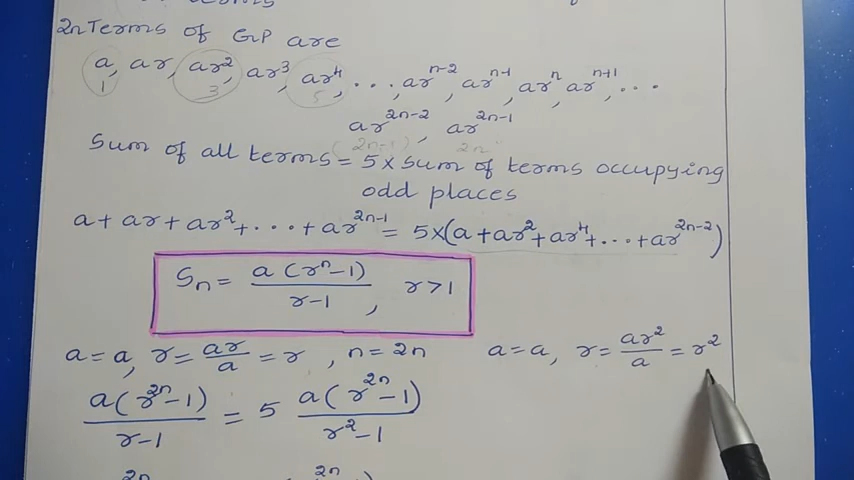 terms
2n Terms of GP are
a, ar, ar², ar³, ar⁴, ..., arⁿ⁻², arⁿ⁻¹, arⁿ, arⁿ⁺¹, ...
1 3 5
ar²ⁿ⁻², ar²ⁿ⁻¹
(2n-1) 2n
Sum of all terms = 5 × Sum of terms occupying
odd places
a + ar + ar² + ... + ar²ⁿ⁻¹ = 5×(a + ar² + ar⁴ + ... + ar²ⁿ⁻²)
Sₙ = a(rⁿ-1)/r-1, r>1
a = a, r = ar/a = r, n = 2n a = a, r = ar²/a = r²
a(r²ⁿ-1)/r-1 = 5 a(r²ⁿ-1)/r²-1
2n 2n